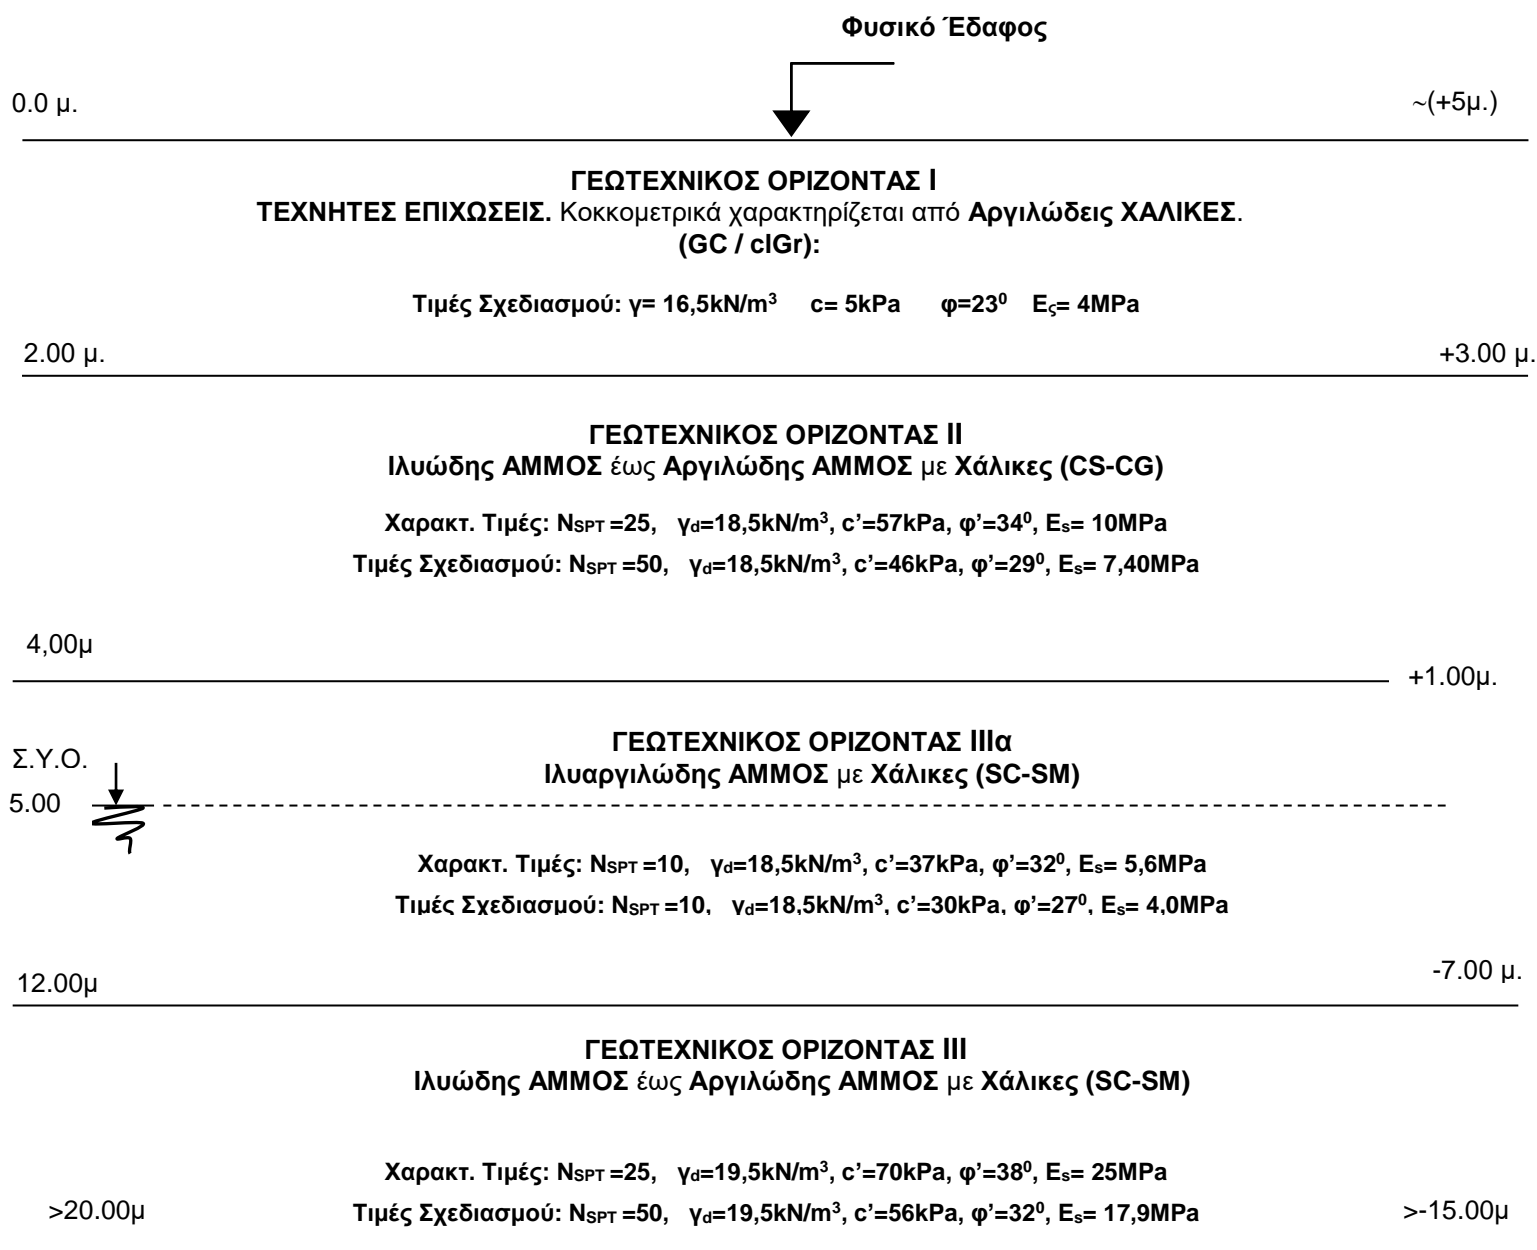 Φυσικό Έδαφος
0.0 μ. ~(+5μ.)
ΓΕΩΤΕΧΝΙΚΟΣ ΟΡΙΖΟΝΤΑΣ I
ΤΕΧΝΗΤΕΣ ΕΠΙΧΩΣΕΙΣ. Κοκκομετρικά χαρακτηρίζεται από Αργιλώδεις ΧΑΛΙΚΕΣ.
(GC / clGr):
Τιμές Σχεδιασμού: γ= 16,5kN/m³ c= 5kPa φ=23⁰ Eς= 4MPa
2.00 μ. +3.00 μ.
ΓΕΩΤΕΧΝΙΚΟΣ ΟΡΙΖΟΝΤΑΣ II
Ιλυώδης ΑΜΜΟΣ έως Αργιλώδης ΑΜΜΟΣ με Χάλικες (CS-CG)
Χαρακτ. Τιμές: NSPT =25, γd=18,5kN/m³, c’=57kPa, φ’=34⁰, Es= 10MPa
Τιμές Σχεδιασμού: NSPT =50, γd=18,5kN/m³, c’=46kPa, φ’=29⁰, Es= 7,40MPa
4,00μ
+1.00μ.
ΓΕΩΤΕΧΝΙΚΟΣ ΟΡΙΖΟΝΤΑΣ IIIα
Σ.Υ.Ο.
Ιλυαργιλώδης ΑΜΜΟΣ με Χάλικες (SC-SM)
5.00
Χαρακτ. Τιμές: NSPT =10, γd=18,5kN/m³, c’=37kPa, φ’=32⁰, Es= 5,6MPa
Τιμές Σχεδιασμού: NSPT =10, γd=18,5kN/m³, c’=30kPa, φ’=27⁰, Es= 4,0MPa
12.00μ -7.00 μ.
ΓΕΩΤΕΧΝΙΚΟΣ ΟΡΙΖΟΝΤΑΣ III
Ιλυώδης ΑΜΜΟΣ έως Αργιλώδης ΑΜΜΟΣ με Χάλικες (SC-SM)
Χαρακτ. Τιμές: NSPT =25, γd=19,5kN/m³, c’=70kPa, φ’=38⁰, Es= 25MPa
>20.00μ Τιμές Σχεδιασμού: NSPT =50, γd=19,5kN/m³, c’=56kPa, φ’=32⁰, Es= 17,9MPa >-15.00μ